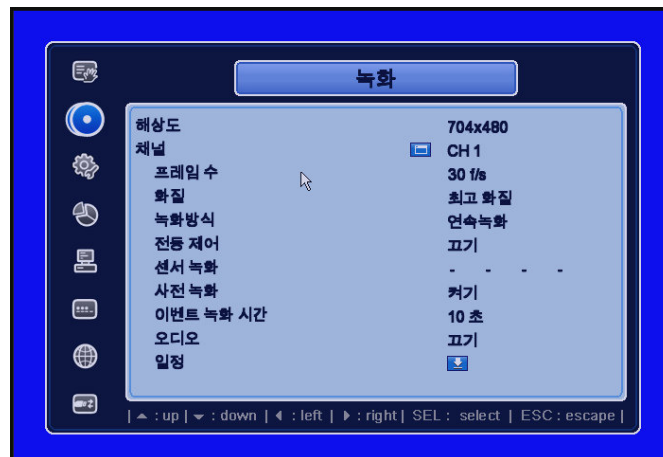 녹화
해상도 704x480
채널 CH 1
프레임 수 30 f/s
화질 최고 화질
녹화방식 연속녹화
전등 제어 끄기
센서 녹화 - - - -
사전 녹화 켜기
이벤트 녹화 시간 10 초
오디오 끄기
일정
| ▲ : up | ▼ : down | ◀ : left | ▶ : right | SEL : select | ESC : escape |